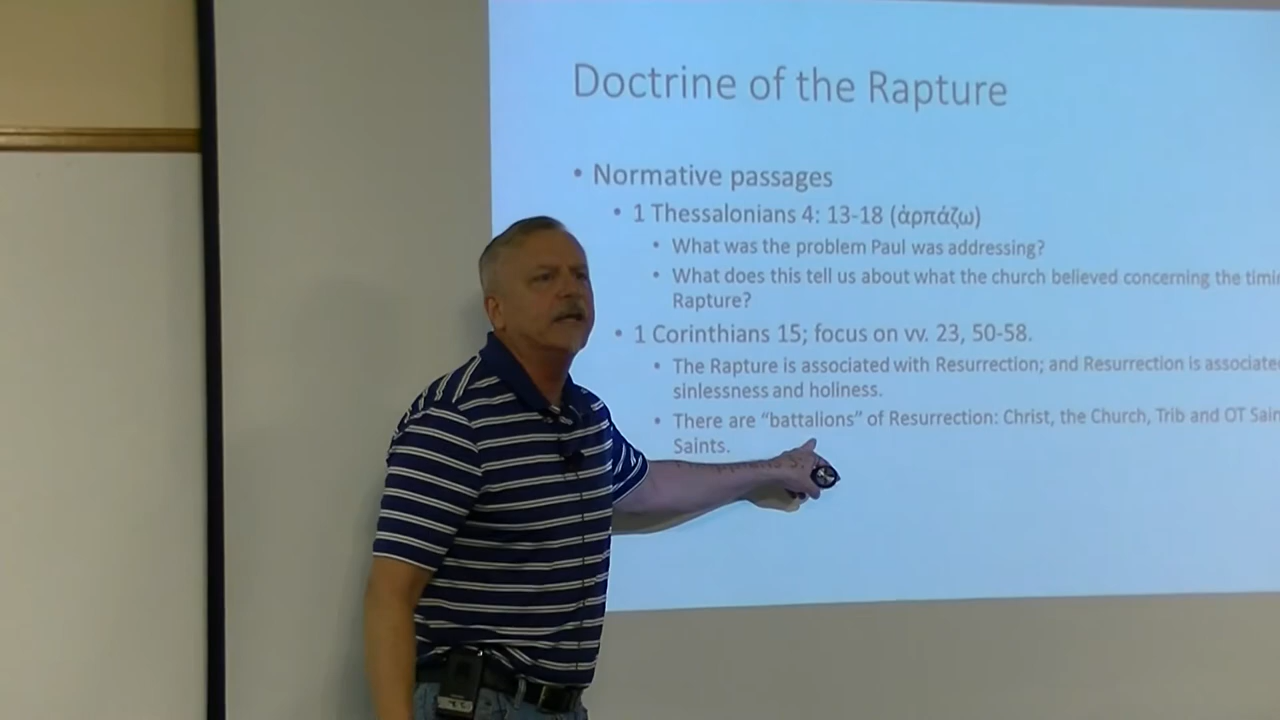 Doctrine of the Rapture
• Normative passages
• 1 Thessalonians 4: 13-18 (ἁρπάζω)
• What was the problem Paul was addressing?
• What does this tell us about what the church believed concerning the
Rapture?
• 1 Corinthians 15; focus on vv. 23, 50-58.
• The Rapture is associated with Resurrection; and Resurrection is
sinlessness and holiness.
• There are “battalions” of Resurrection: Christ, the Church, Trib and OT
Saints.